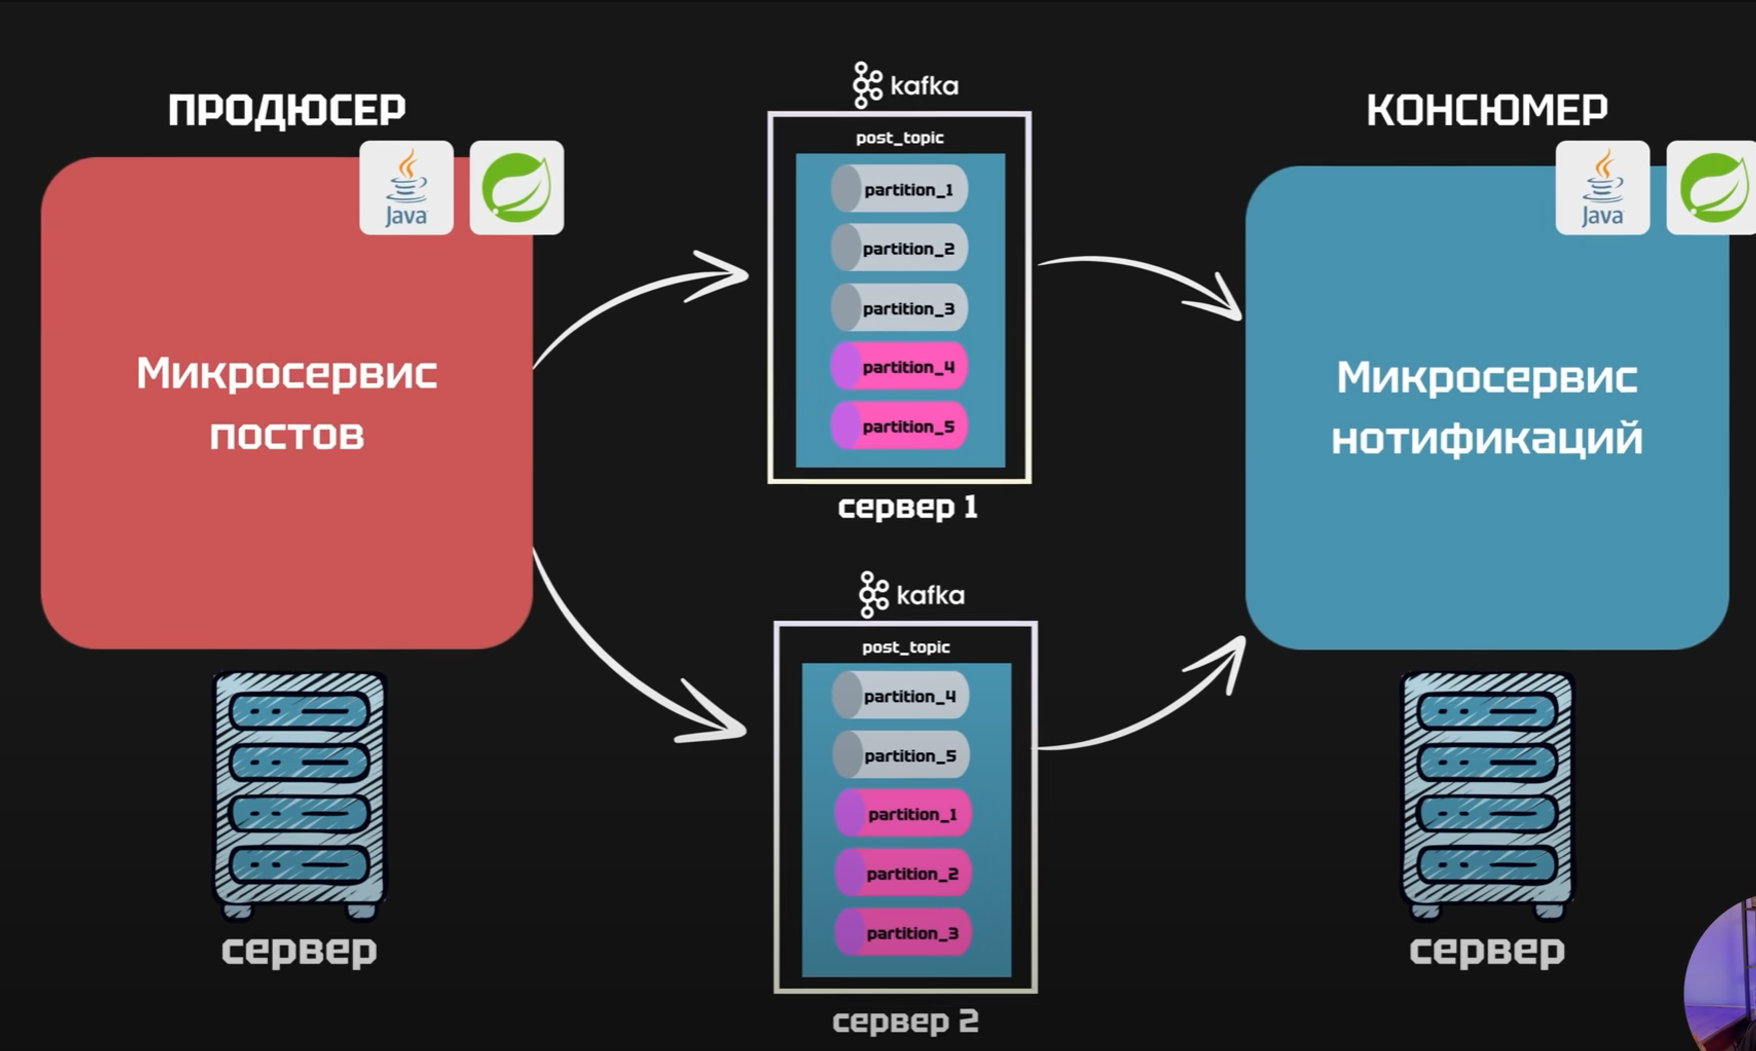 ПРОДЮСЕР
Java
Микросервис
постов
сервер
kafka
post_topic
partition_1
partition_2
partition_3
partition_4
partition_5
сервер 1
kafka
post_topic
partition_4
partition_5
partition_1
partition_2
partition_3
сервер 2
КОНСЮМЕР
Java
Микросервис
нотификаций
сервер